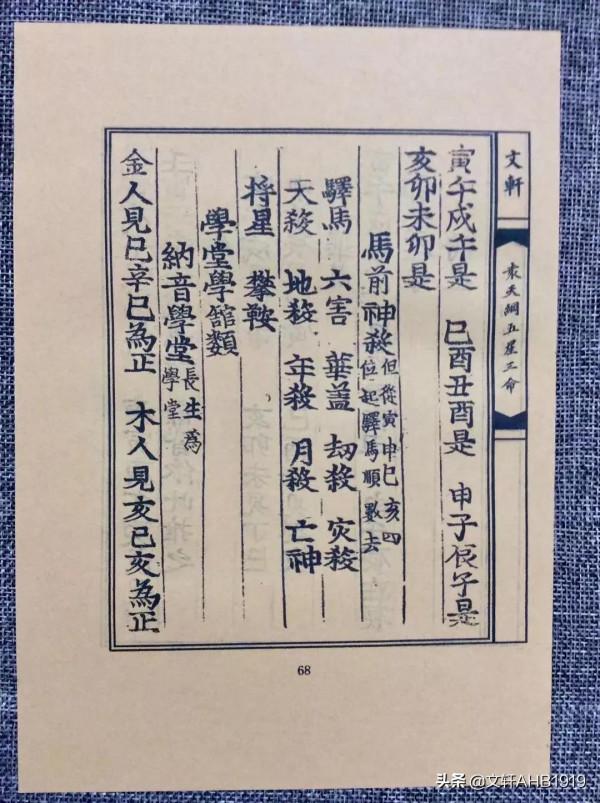 文軒
袁天綱五星三命
寅午戌午是 巳酉丑酉是 申子辰子是
亥卯未卯是
馬前神殺 但從寅申巳亥四位起驛馬順數去
驛馬 六害 華盖 劫殺 灾殺
天殺 地殺 年殺 月殺 亡神
将星 攀鞍
學堂學館類
納音學堂 長生為學堂
金人見巳辛巳為正 木人見亥己亥為正
68
头条 @文轩AHB1919